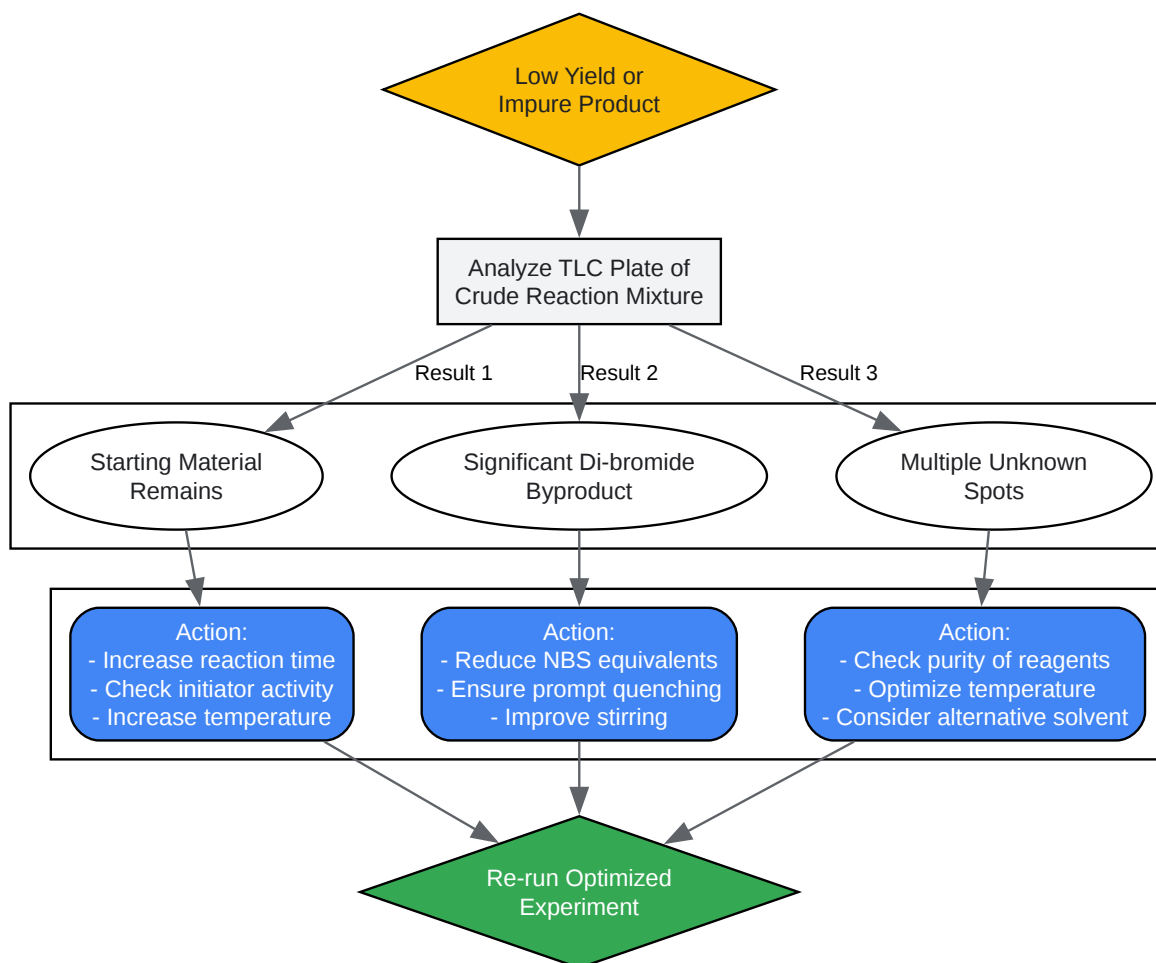 Low Yield or
Impure Product
Analyze TLC Plate of
Crude Reaction Mixture
Result 1
Result 2
Result 3
Starting Material
Remains
Significant Di-bromide
Byproduct
Multiple Unknown
Spots
Action:
- Increase reaction time
- Check initiator activity
- Increase temperature
Action:
- Reduce NBS equivalents
- Ensure prompt quenching
- Improve stirring
Action:
- Check purity of reagents
- Optimize temperature
- Consider alternative solvent
Re-run Optimized
Experiment